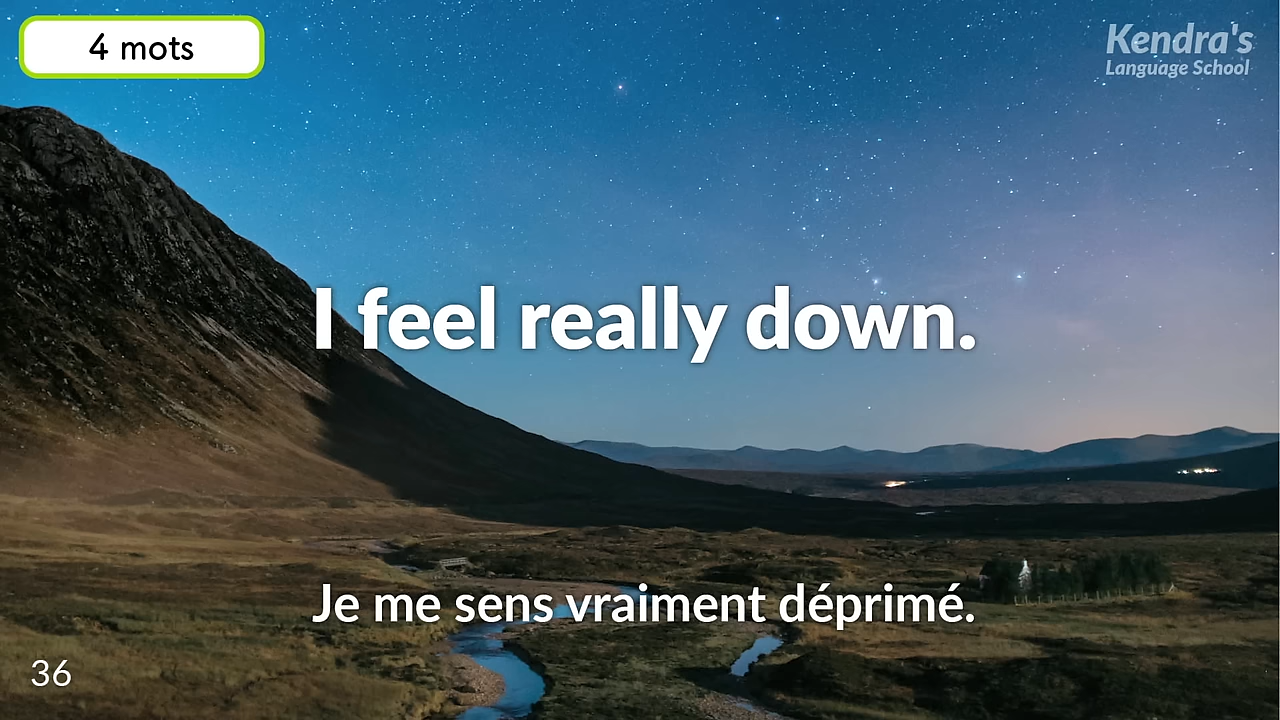 4 mots
Kendra's
Language School
I feel really down.
Je me sens vraiment déprimé.
36